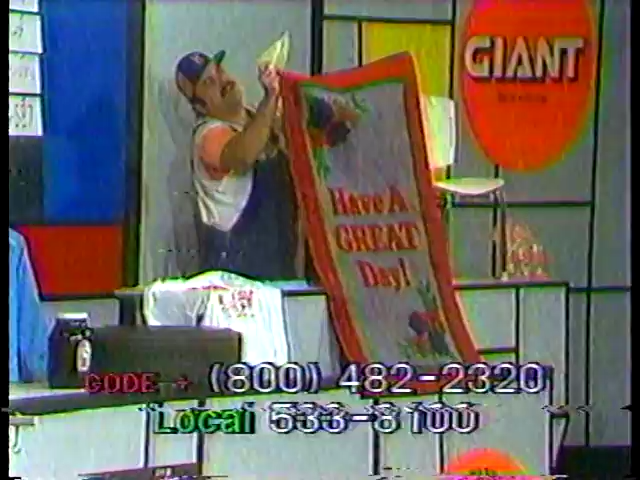 GIANT
Have A
GREAT
Day!
CODE + (800) 482-2320
Local 533-8100